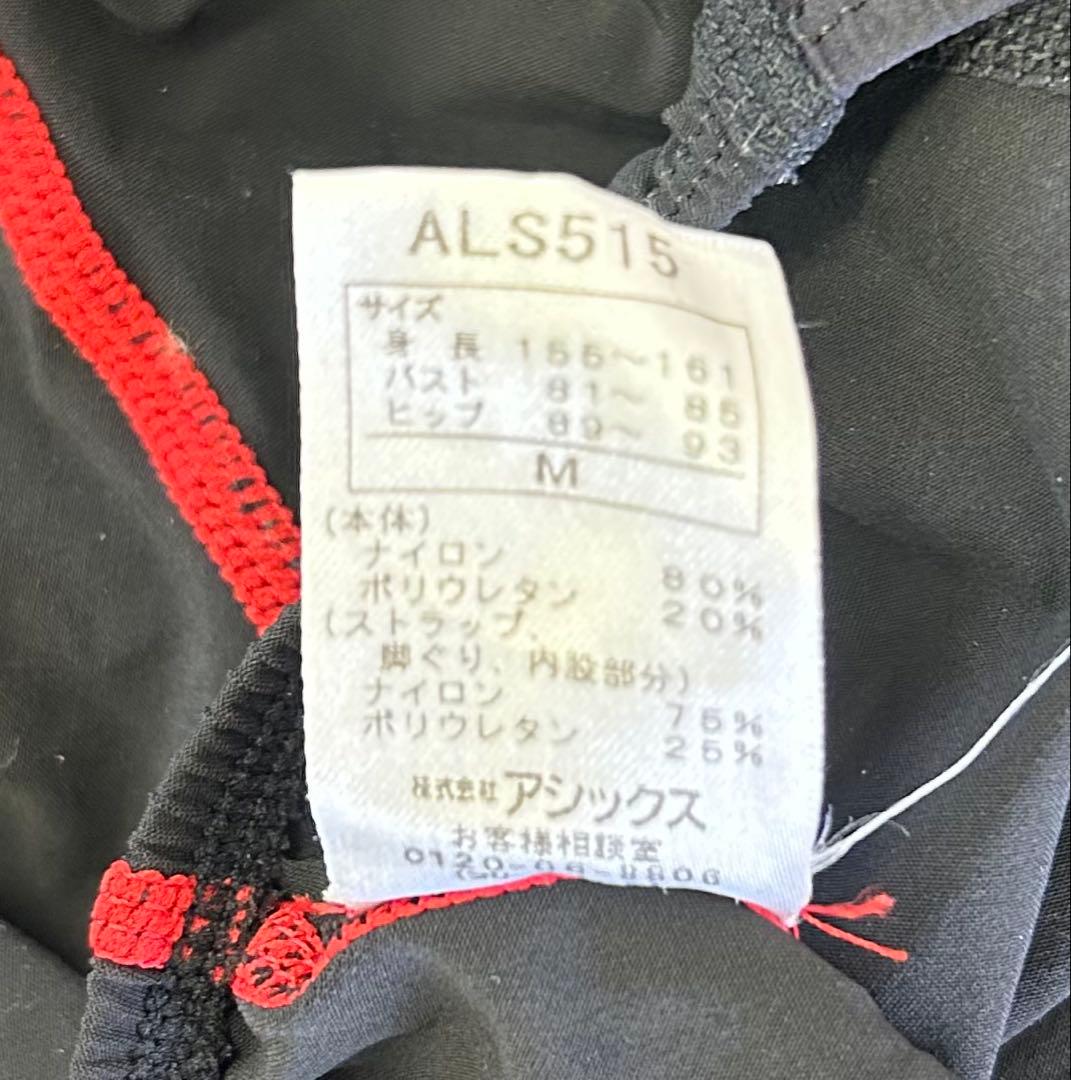 ALS515
サイズ
身 長 155〜161
バスト 81〜 85
ヒップ 89〜 93
M
(本体)
ナイロン 80%
ポリウレタン 20%
(ストラップ、
脚ぐり、内股部分)
ナイロン 75%
ポリウレタン 25%
株式会社アシックス
お客様相談室